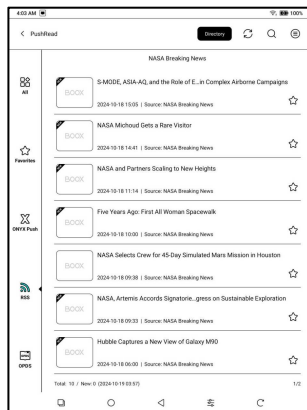 4:03 AM 100%
PushRead Directory
NASA Breaking News
All
S-MODE, ASIA-AQ, and the Role of E...in Complex Airborne Campaigns
BOOX
2024-10-18 15:05 | Source: NASA Breaking News
NASA Michoud Gets a Rare Visitor
BOOX
2024-10-18 14:41 | Source: NASA Breaking News
Favorites
NASA and Partners Scaling to New Heights
BOOX
2024-10-18 11:14 | Source: NASA Breaking News
ONYX Push
Five Years Ago: First All Woman Spacewalk
BOOX
2024-10-18 10:00 | Source: NASA Breaking News
NASA Selects Crew for 45-Day Simulated Mars Mission in Houston
BOOX
2024-10-18 09:38 | Source: NASA Breaking News
RSS
NASA, Artemis Accords Signatorie...gress on Sustainable Exploration
BOOX
2024-10-18 09:33 | Source: NASA Breaking News
Hubble Captures a New View of Galaxy M90
BOOX
2024-10-18 06:00 | Source: NASA Breaking News
OPDS
Total: 10 / New: 0 (2024-10-19 03:57) 1/2